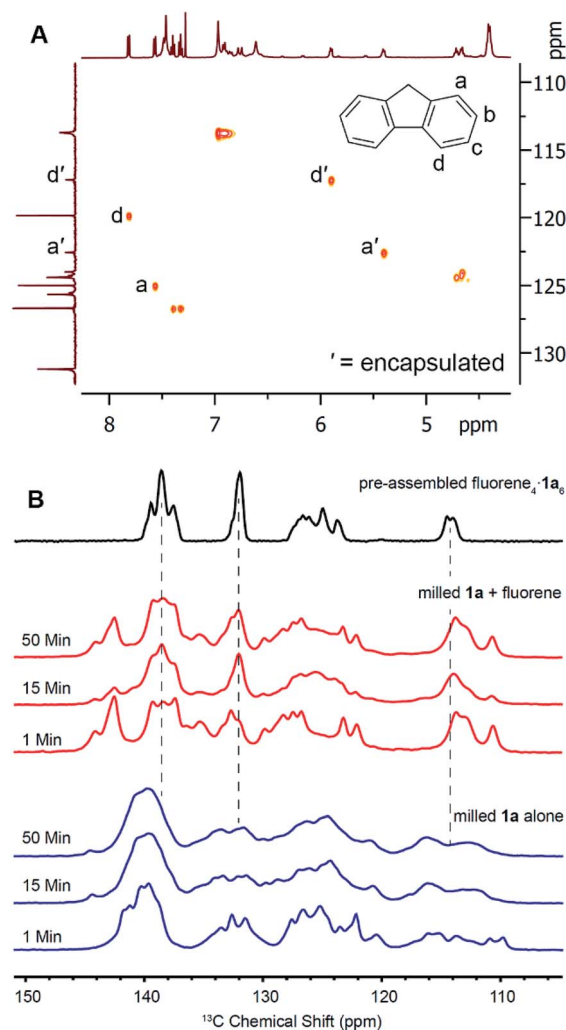 A
ppm
110
115
120
125
130
a
b
c
d
d′
d′
d
a′
a′
a
′ = encapsulated
8 7 6 5 ppm
B
pre-assembled fluorene₄·1a₆
milled 1a + fluorene
50 Min
15 Min
1 Min
milled 1a alone
50 Min
15 Min
1 Min
150 140 130 120 110
¹³C Chemical Shift (ppm)